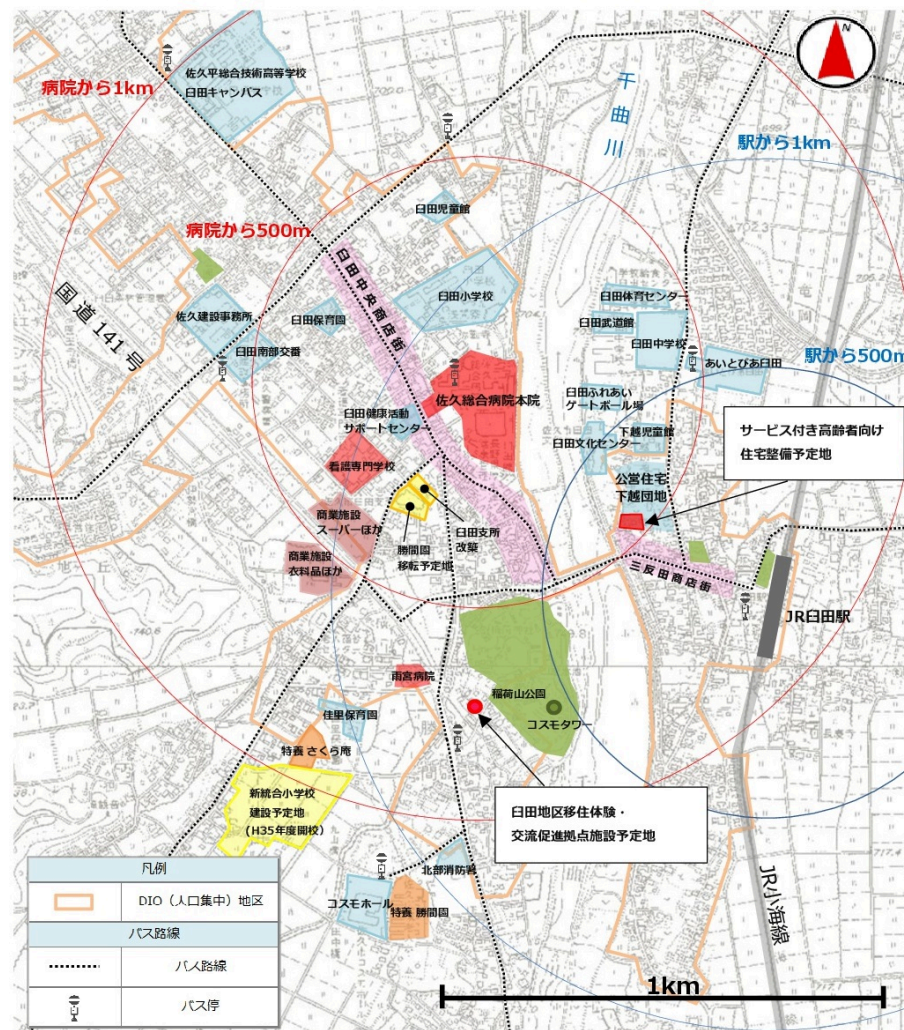 N
佐久平総合技術高等学校
臼田キャンパス
病院から1km
千曲川
駅から1km
臼田児童館
病院から500m
臼田中央商店街
臼田小学校
臼田体育センター
国道141号
佐久建設事務所
臼田保育園
臼田武道館
臼田中学校
臼田南部交番
駅から500m
あいとぴあ臼田
佐久総合病院本院
臼田ふれあい
ゲートボール場
臼田健康活動
サポートセンター
サービス付き高齢者向け
住宅整備予定地
下越児童館
臼田文化センター
看護専門学校
公営住宅
下越団地
商業施設
スーパーほか
臼田支所
改築
勝間園
移転予定地
商業施設
衣料品ほか
三反田商店街
JR臼田駅
雨宮病院
稲荷山公園
コスモタワー
佳里保育園
特養 さくら庵
新統合小学校
建設予定地
(H35年度開校)
臼田地区移住体験・
交流促進拠点施設予定地
北部消防署
コスモホール
特養 勝間園
JR小海線
凡例
DIO(人口集中)地区
バス路線
バス路線
バス停
1km